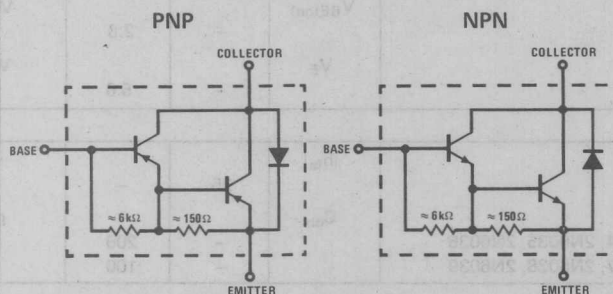 PNP
COLLECTOR
BASE
≈ 6kΩ
≈ 150Ω
EMITTER
NPN
COLLECTOR
BASE
≈ 6kΩ
≈ 150Ω
EMITTER